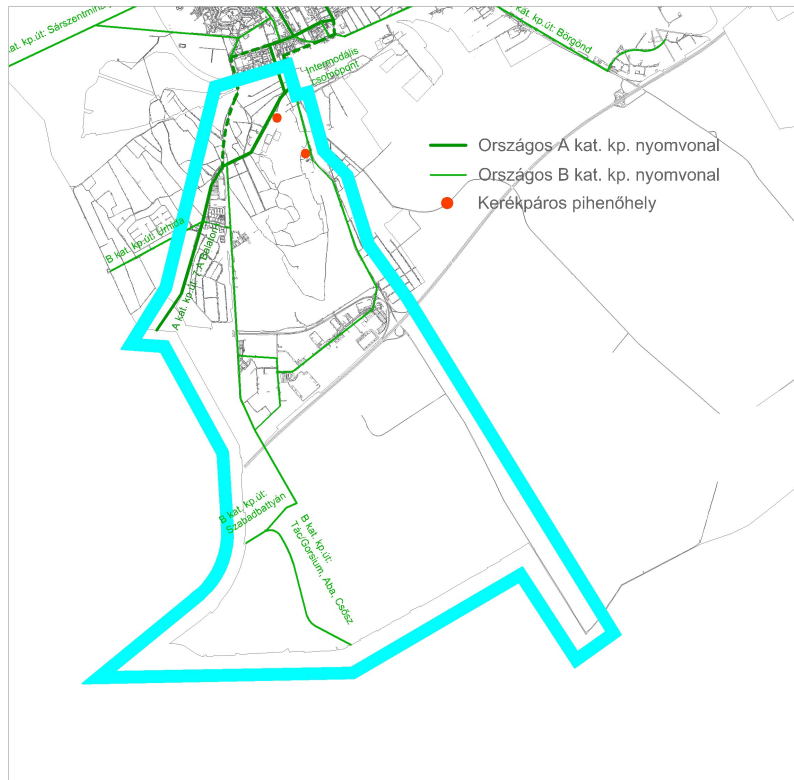 kat. kp.út: Sárszentmihá
B kat. kp.út: Börgönd
Intermodális
csomópont
Országos A kat. kp. nyomvonal
Országos B kat. kp. nyomvonal
Kerékpáros pihenőhely
B kat. kp.út: Úrhida
A kat. kp.út: 7.A Balaton
B kat. kp.út:
Szabadbattyán
B kat. kp.út:
Tác/Gorsium, Aba, Csősz